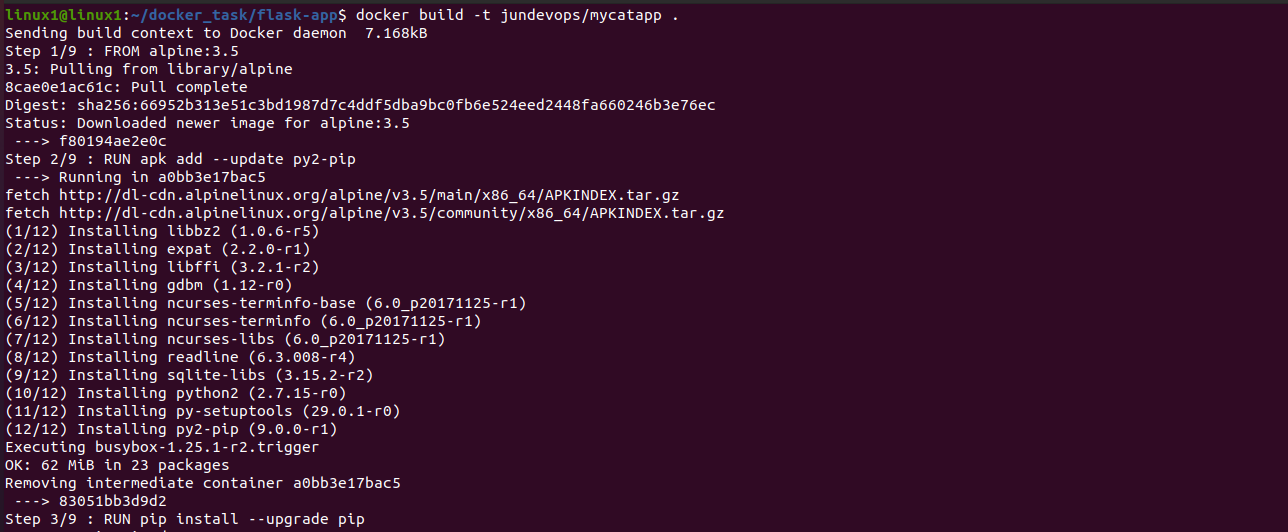 linux1@linux1:~/docker_task/flask-app$ docker build -t jundevops/mycatapp .
Sending build context to Docker daemon  7.168kB
Step 1/9 : FROM alpine:3.5
3.5: Pulling from library/alpine
8cae0e1ac61c: Pull complete
Digest: sha256:66952b313e51c3bd1987d7c4ddf5dba9bc0fb6e524eed2448fa660246b3e76ec
Status: Downloaded newer image for alpine:3.5
 ---> f80194ae2e0c
Step 2/9 : RUN apk add --update py2-pip
 ---> Running in a0bb3e17bac5
fetch http://dl-cdn.alpinelinux.org/alpine/v3.5/main/x86_64/APKINDEX.tar.gz
fetch http://dl-cdn.alpinelinux.org/alpine/v3.5/community/x86_64/APKINDEX.tar.gz
(1/12) Installing libbz2 (1.0.6-r5)
(2/12) Installing expat (2.2.0-r1)
(3/12) Installing libffi (3.2.1-r2)
(4/12) Installing gdbm (1.12-r0)
(5/12) Installing ncurses-terminfo-base (6.0_p20171125-r1)
(6/12) Installing ncurses-terminfo (6.0_p20171125-r1)
(7/12) Installing ncurses-libs (6.0_p20171125-r1)
(8/12) Installing readline (6.3.008-r4)
(9/12) Installing sqlite-libs (3.15.2-r2)
(10/12) Installing python2 (2.7.15-r0)
(11/12) Installing py-setuptools (29.0.1-r0)
(12/12) Installing py2-pip (9.0.0-r1)
Executing busybox-1.25.1-r2.trigger
OK: 62 MiB in 23 packages
Removing intermediate container a0bb3e17bac5
 ---> 83051bb3d9d2
Step 3/9 : RUN pip install --upgrade pip